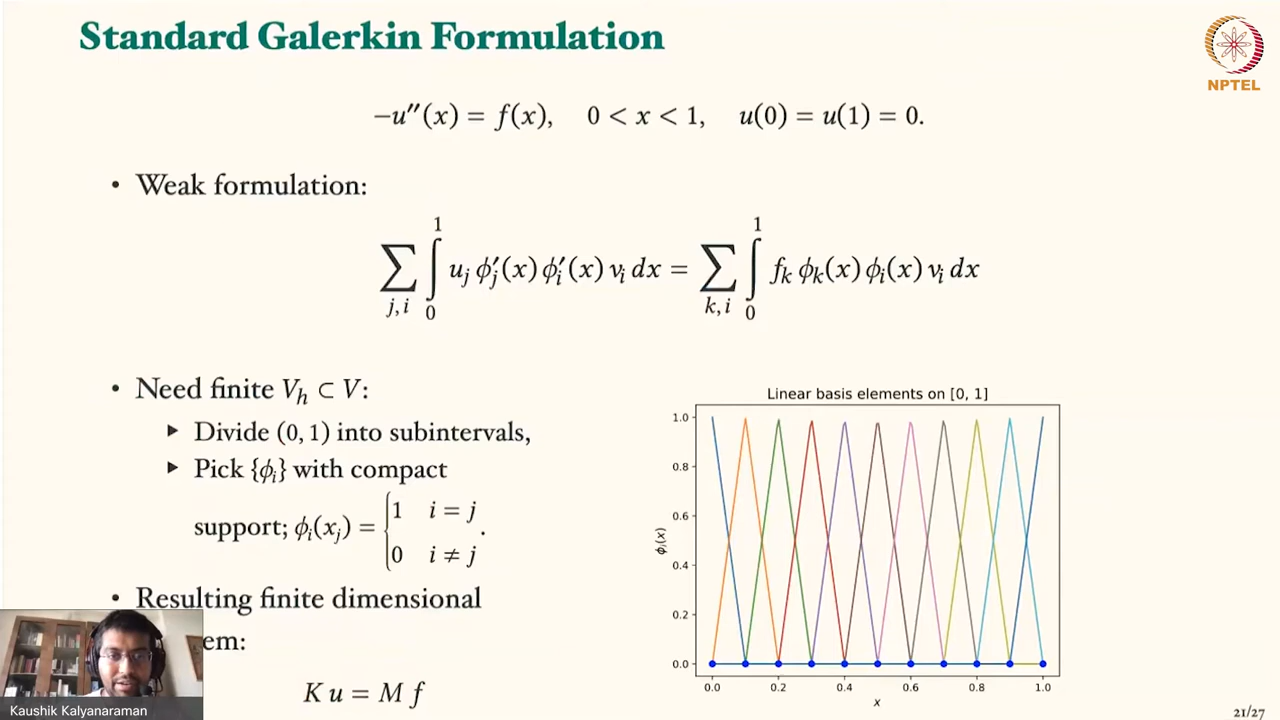 Standard Galerkin Formulation
NPTEL
−u″(x) = f(x), 0 < x < 1, u(0) = u(1) = 0.
• Weak formulation:
∑_{j,i} ∫₀¹ u_j ϕ′_j(x) ϕ′_i(x) v_i dx = ∑_{k,i} ∫₀¹ f_k ϕ_k(x) ϕ_i(x) v_i dx
• Need finite V_h ⊂ V:
▶ Divide (0, 1) into subintervals,
▶ Pick {ϕ_i} with compact
support; ϕ_i(x_j) = {1 i = j
0 i ≠ j.
• Resulting finite dimensional
em:
K u = M f
Linear basis elements on [0, 1]
ϕ_i(x)
1.0
0.8
0.6
0.4
0.2
0.0
0.0 0.2 0.4 0.6 0.8 1.0
x
Kaushik Kalyanaraman
21/27